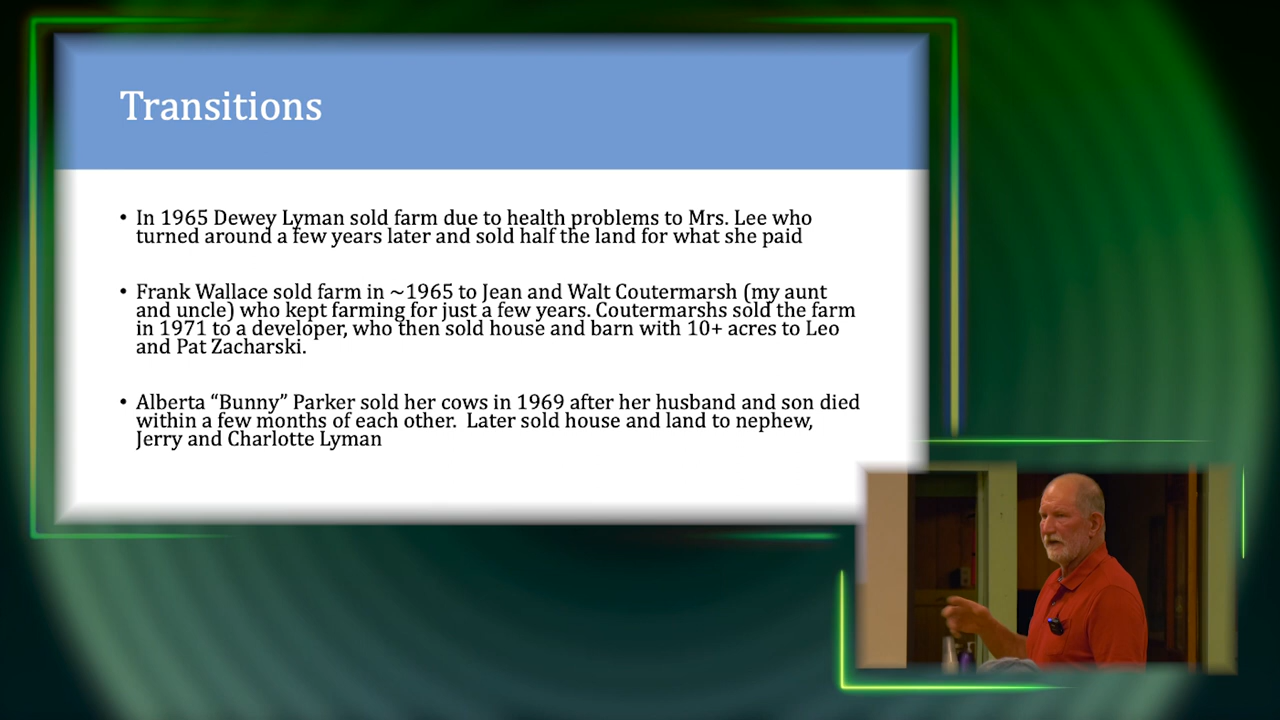 Transitions
• In 1965 Dewey Lyman sold farm due to health problems to Mrs. Lee who
turned around a few years later and sold half the land for what she paid
• Frank Wallace sold farm in ~1965 to Jean and Walt Coutermarsh (my aunt
and uncle) who kept farming for just a few years. Coutermarshs sold the farm
in 1971 to a developer, who then sold house and barn with 10+ acres to Leo
and Pat Zacharski.
• Alberta “Bunny” Parker sold her cows in 1969 after her husband and son died
within a few months of each other.  Later sold house and land to nephew,
Jerry and Charlotte Lyman